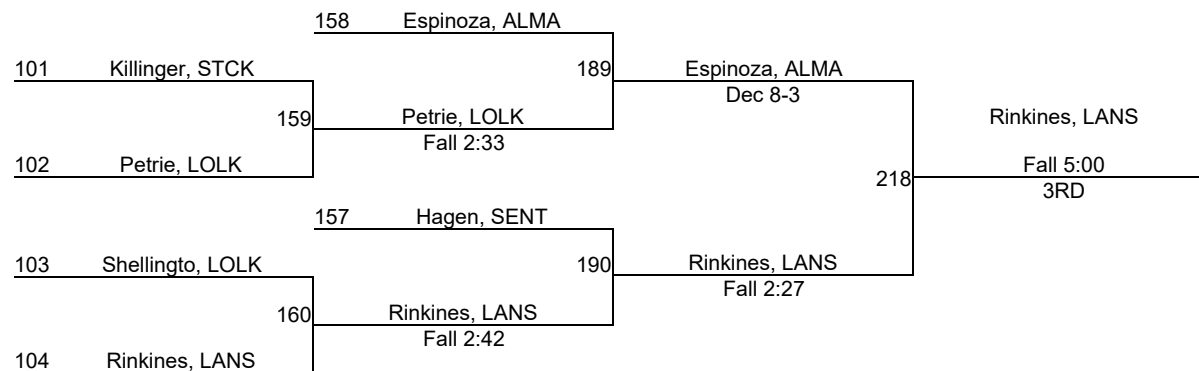 158 Espinoza, ALMA
101 Killinger, STCK
189 Espinoza, ALMA
Dec 8-3
159 Petrie, LOLK
Fall 2:33
Rinkines, LANS
102 Petrie, LOLK
Fall 5:00
218
3RD
157 Hagen, SENT
103 Shellingto, LOLK
190 Rinkines, LANS
Fall 2:27
160 Rinkines, LANS
Fall 2:42
104 Rinkines, LANS